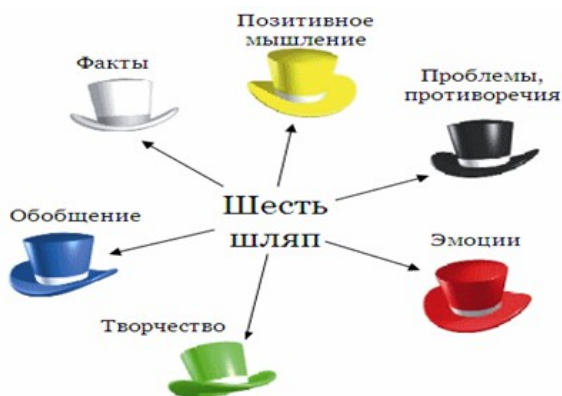 Позитивное
мышление
Факты
Проблемы,
противоречия
Шесть
шляп
Обобщение
Эмоции
Творчество